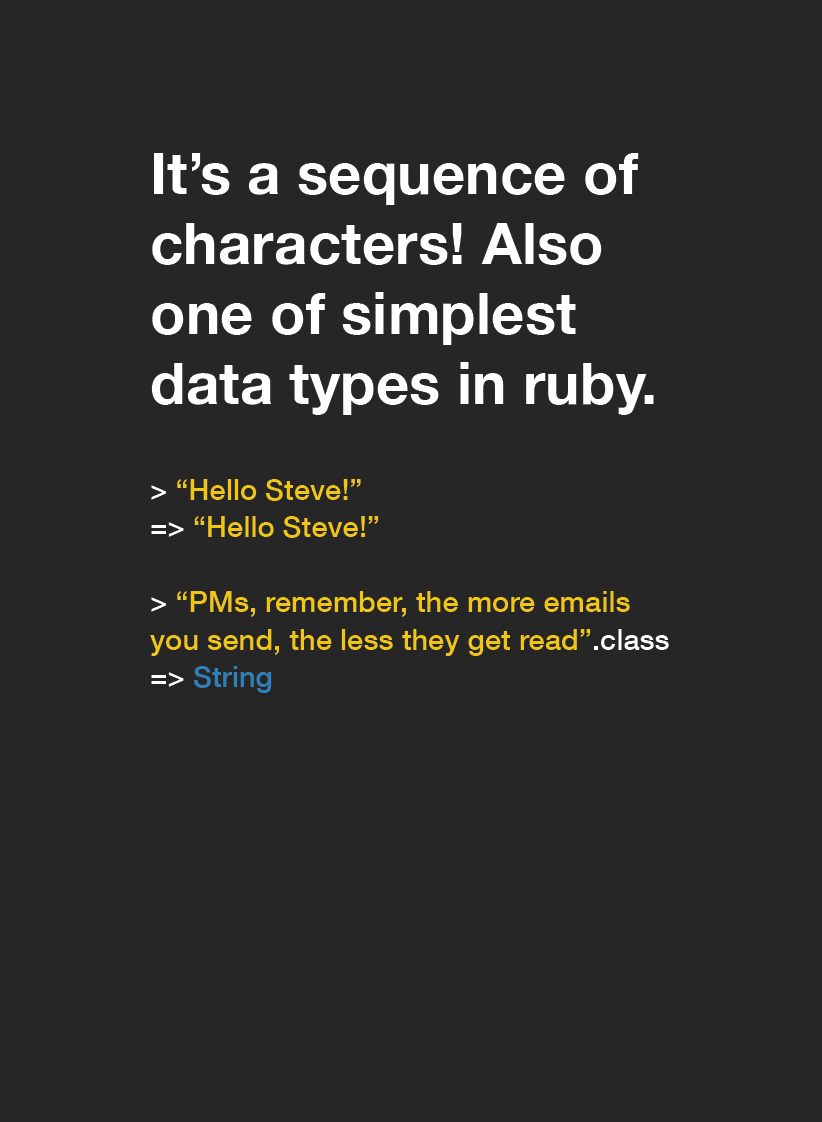 It’s a sequence of
characters! Also
one of simplest
data types in ruby.
> “Hello Steve!”
=> “Hello Steve!”
> “PMs, remember, the more emails
you send, the less they get read”.class
=> String